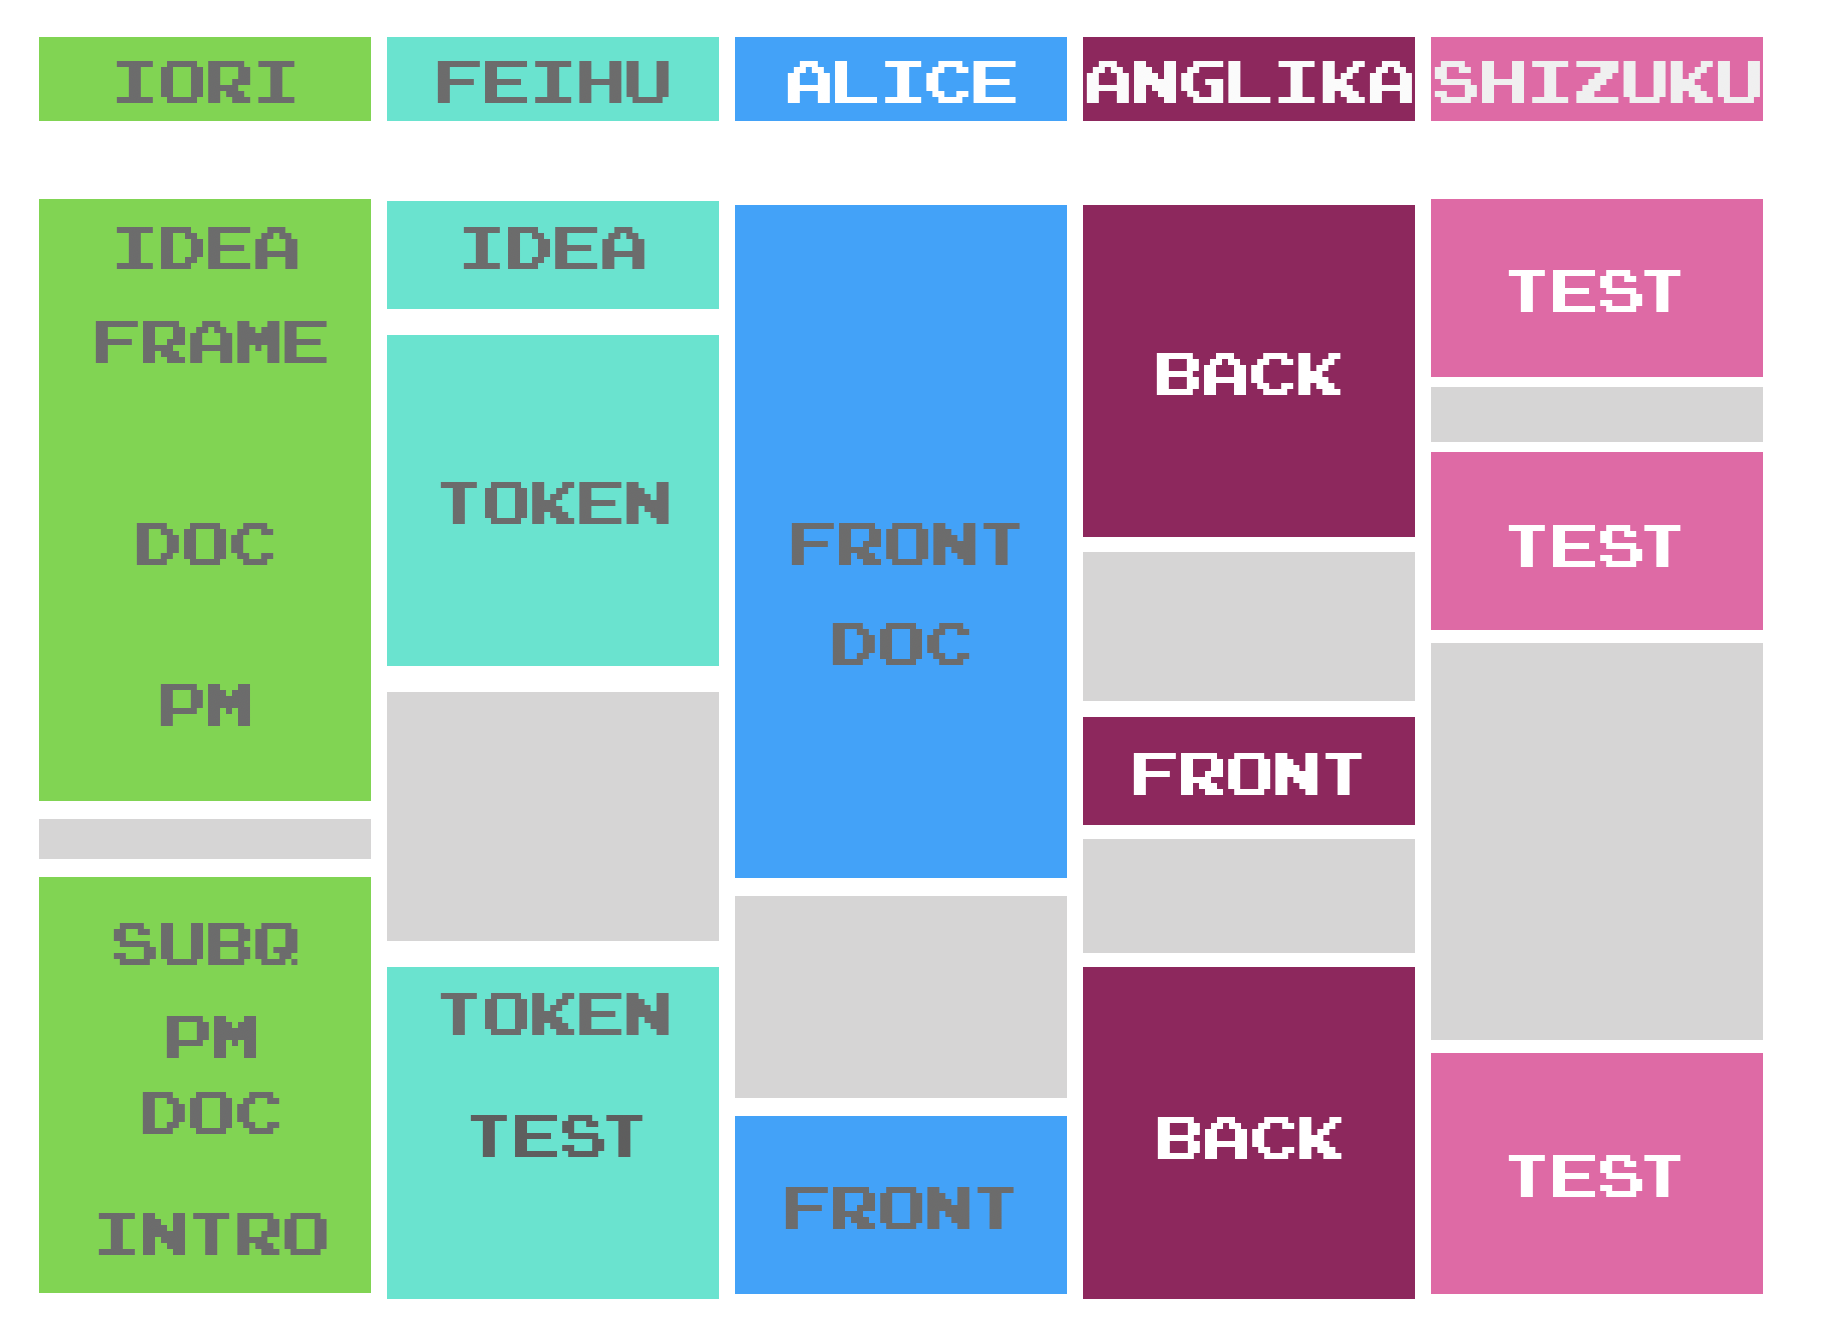 IORI
FEIHU
ALICE
ANGLIKA
SHIZUKU
IDEA
FRAME
DOC
PM
SUBQ
PM
DOC
INTRO
IDEA
TOKEN
TOKEN
TEST
FRONT
DOC
FRONT
BACK
FRONT
BACK
TEST
TEST
TEST